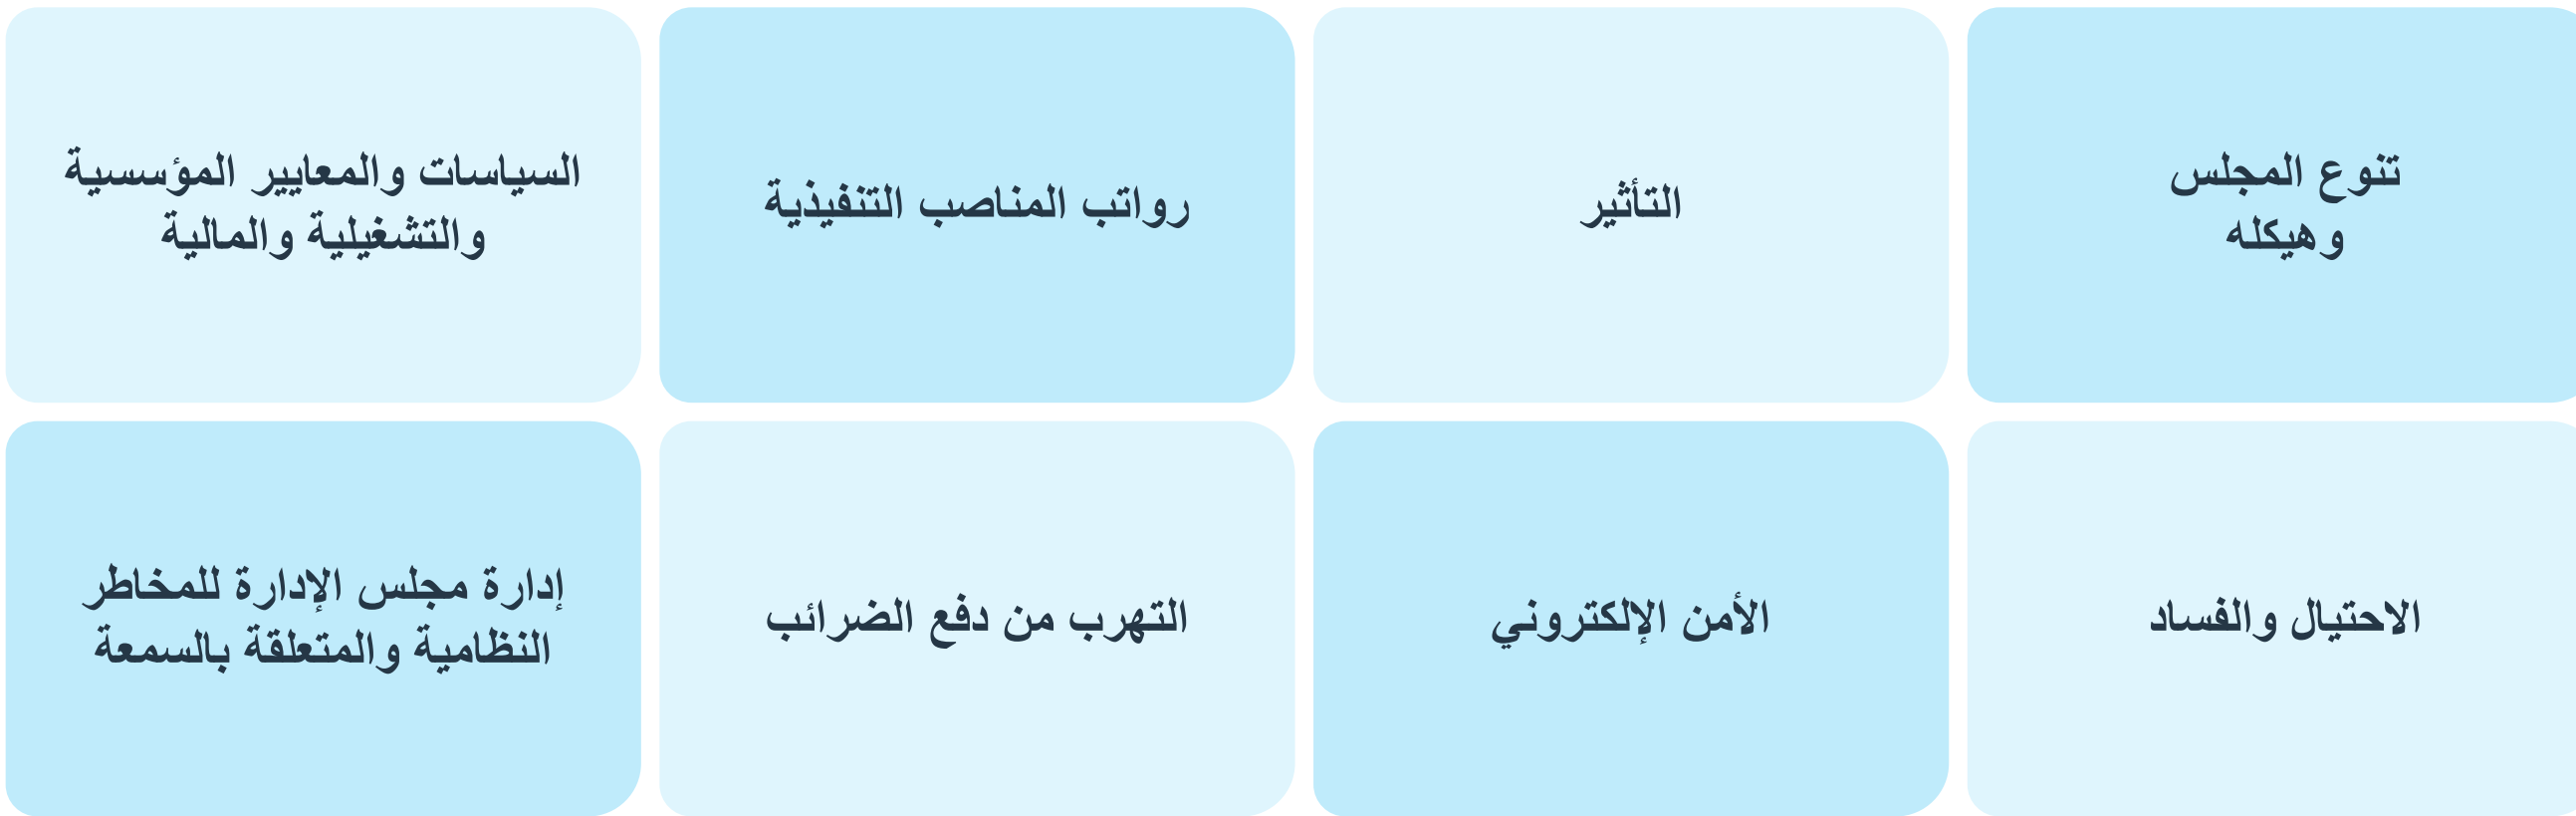 تنوع المجلس
وهيكله
التأثير
رواتب المناصب التنفيذية
السياسات والمعايير المؤسسية
والتشغيلية والمالية
الاحتيال والفساد
الأمن الإلكتروني
التهرب من دفع الضرائب
إدارة مجلس الإدارة للمخاطر
النظامية والمتعلقة بالسمعة